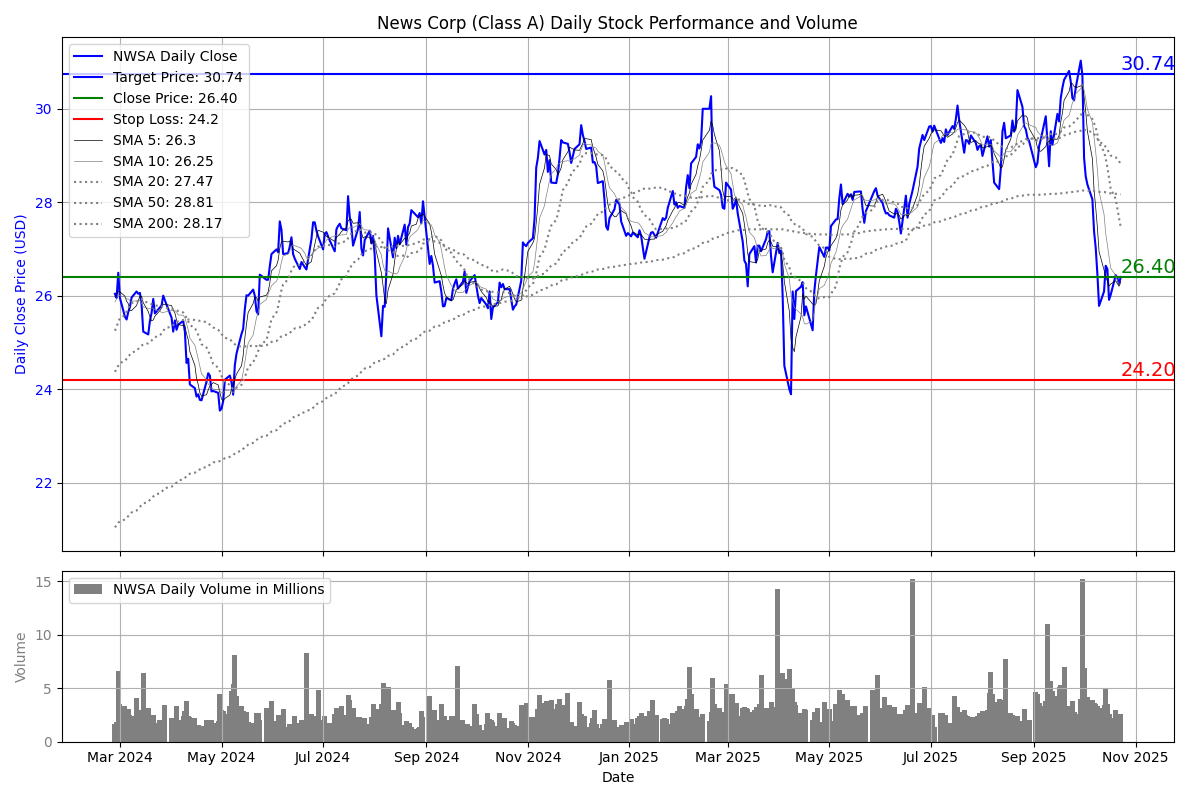 News Corp (Class A) Daily Stock Performance and Volume
NWSA Daily Close
Target Price: 30.74
Close Price: 26.40
Stop Loss: 24.2
SMA 5: 26.3
SMA 10: 26.25
SMA 20: 27.47
SMA 50: 28.81
SMA 200: 28.17
30.74
26.40
24.20
Daily Close Price (USD)
30
28
26
24
22
NWSA Daily Volume in Millions
Volume
15
10
5
0
Mar 2024
May 2024
Jul 2024
Sep 2024
Nov 2024
Jan 2025
Mar 2025
May 2025
Jul 2025
Sep 2025
Nov 2025
Date